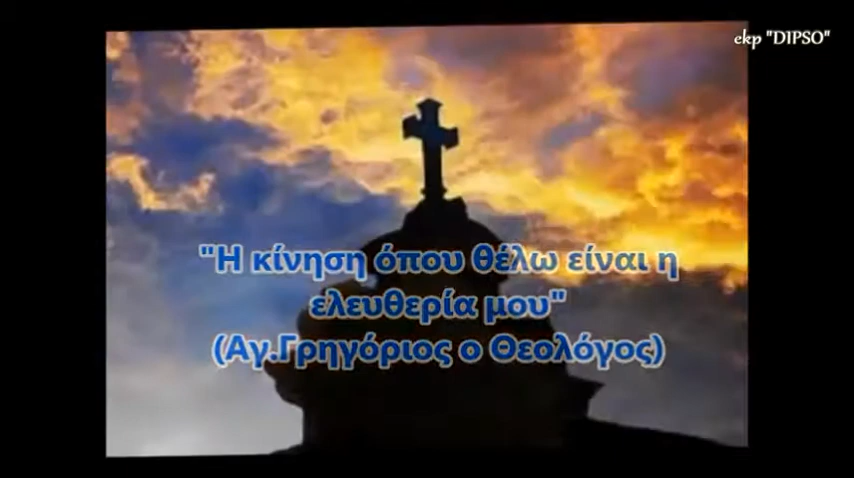 ekp "DIPSO"
"Η κίνηση όπου θέλω είναι η
ελευθερία μου"
(Αγ.Γρηγόριος ο Θεολόγος)